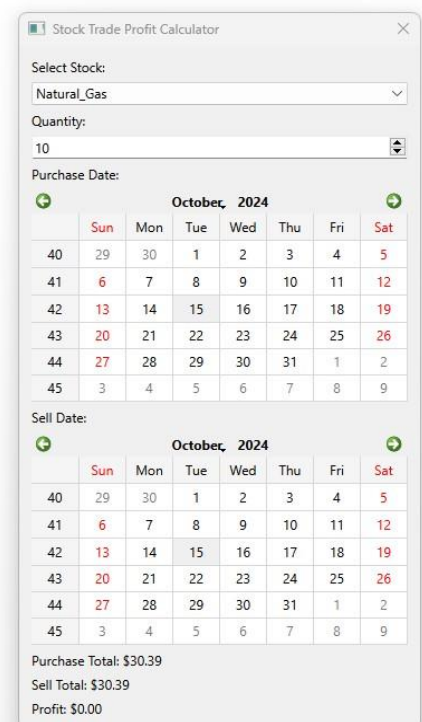 Stock Trade Profit Calculator
Select Stock:
Natural_Gas
Quantity:
10
Purchase Date:
October, 2024
Sun Mon Tue Wed Thu Fri Sat
40 29 30 1 2 3 4 5
41 6 7 8 9 10 11 12
42 13 14 15 16 17 18 19
43 20 21 22 23 24 25 26
44 27 28 29 30 31 1 2
45 3 4 5 6 7 8 9
Sell Date:
October, 2024
Sun Mon Tue Wed Thu Fri Sat
40 29 30 1 2 3 4 5
41 6 7 8 9 10 11 12
42 13 14 15 16 17 18 19
43 20 21 22 23 24 25 26
44 27 28 29 30 31 1 2
45 3 4 5 6 7 8 9
Purchase Total: $30.39
Sell Total: $30.39
Profit: $0.00